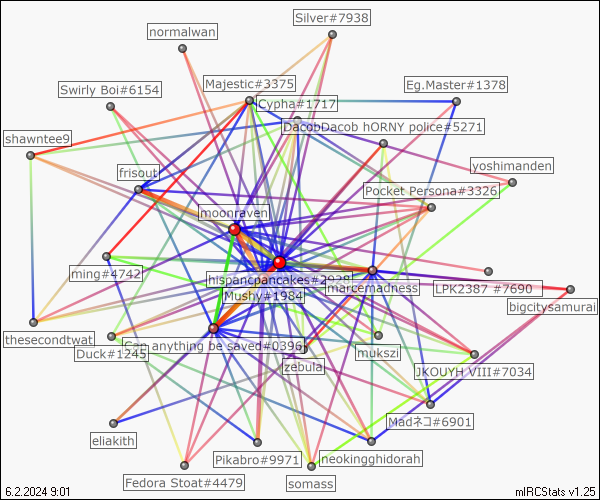 Silver#7938
normalwan
Majestic#3375
Eg.Master#1378
Swirly Boi#6154
Cypha#1717
DacobDacob hORNY police#5271
shawntee9
frisout
yoshimanden
Pocket Persona#3326
moonraven
ming#4742
hispancpancakes#2928
marcemadness
LPK2387 #7690
Mushy#1984
bigcitysamurai
thesecondtwat
Can anything be saved#0396
Duck#1245
mukszi
zebula
JKOUYH VIII#7034
Madネコ#6901
eliakith
Pikabro#9971
neokingghidorah
Fedora Stoat#4479
somass
6.2.2024 9:01
mIRCStats v1.25